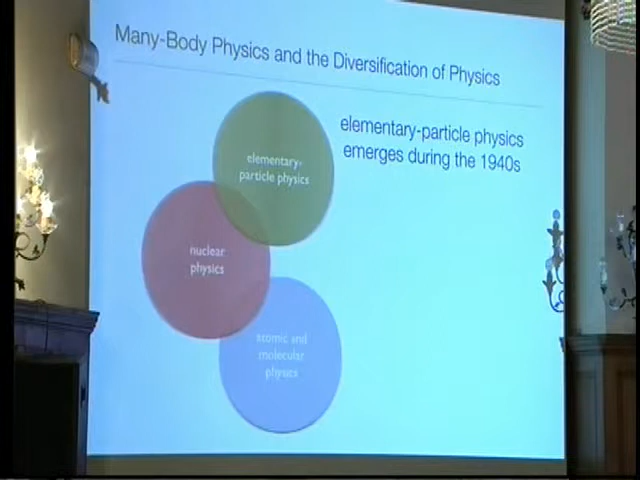 Many-Body Physics and the Diversification of Physics
elementary-particle physics
emerges during the 1940s
elementary-
particle physics
nuclear
physics
atomic and
molecular
physics